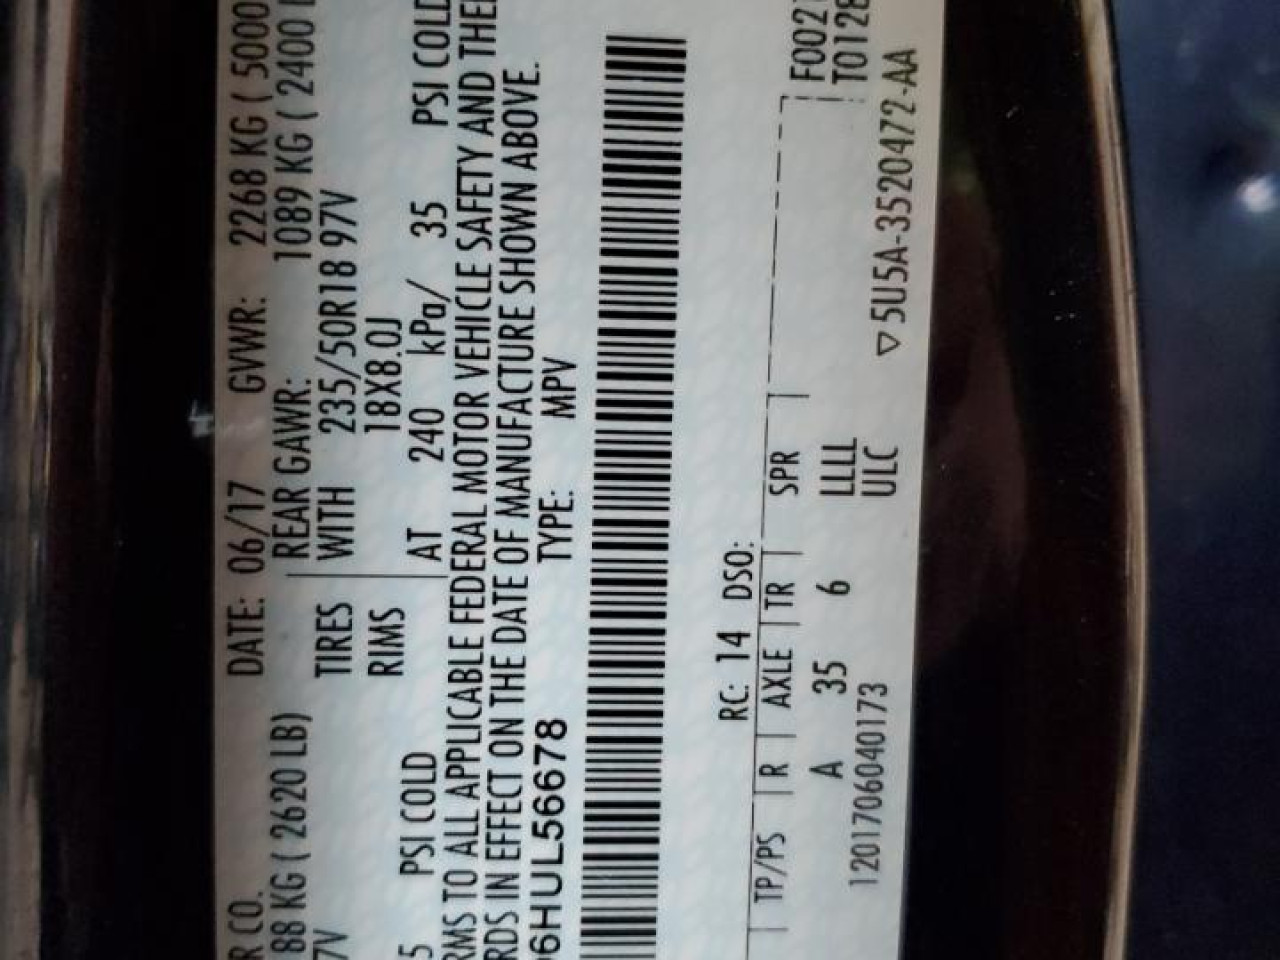 R CO. DATE: 06/17 GVWR: 2268 KG ( 5000
88 KG ( 2620 LB) REAR GAWR: 1089 KG ( 2400
7V TIRES WITH 235/50R18 97V
RIMS 18X8.0J
5 PSI COLD AT 240 kPa/ 35 PSI COLD
RMS TO ALL APPLICABLE FEDERAL MOTOR VEHICLE SAFETY AND THE
RDS IN EFFECT ON THE DATE OF MANUFACTURE SHOWN ABOVE.
6HUL56678 TYPE: MPV
RC: 14 DSO:
TP/PS R AXLE TR SPR F002
A 35 6 LLLL T0128
1201706040173 ULC ▽5U5A-3520472-AA